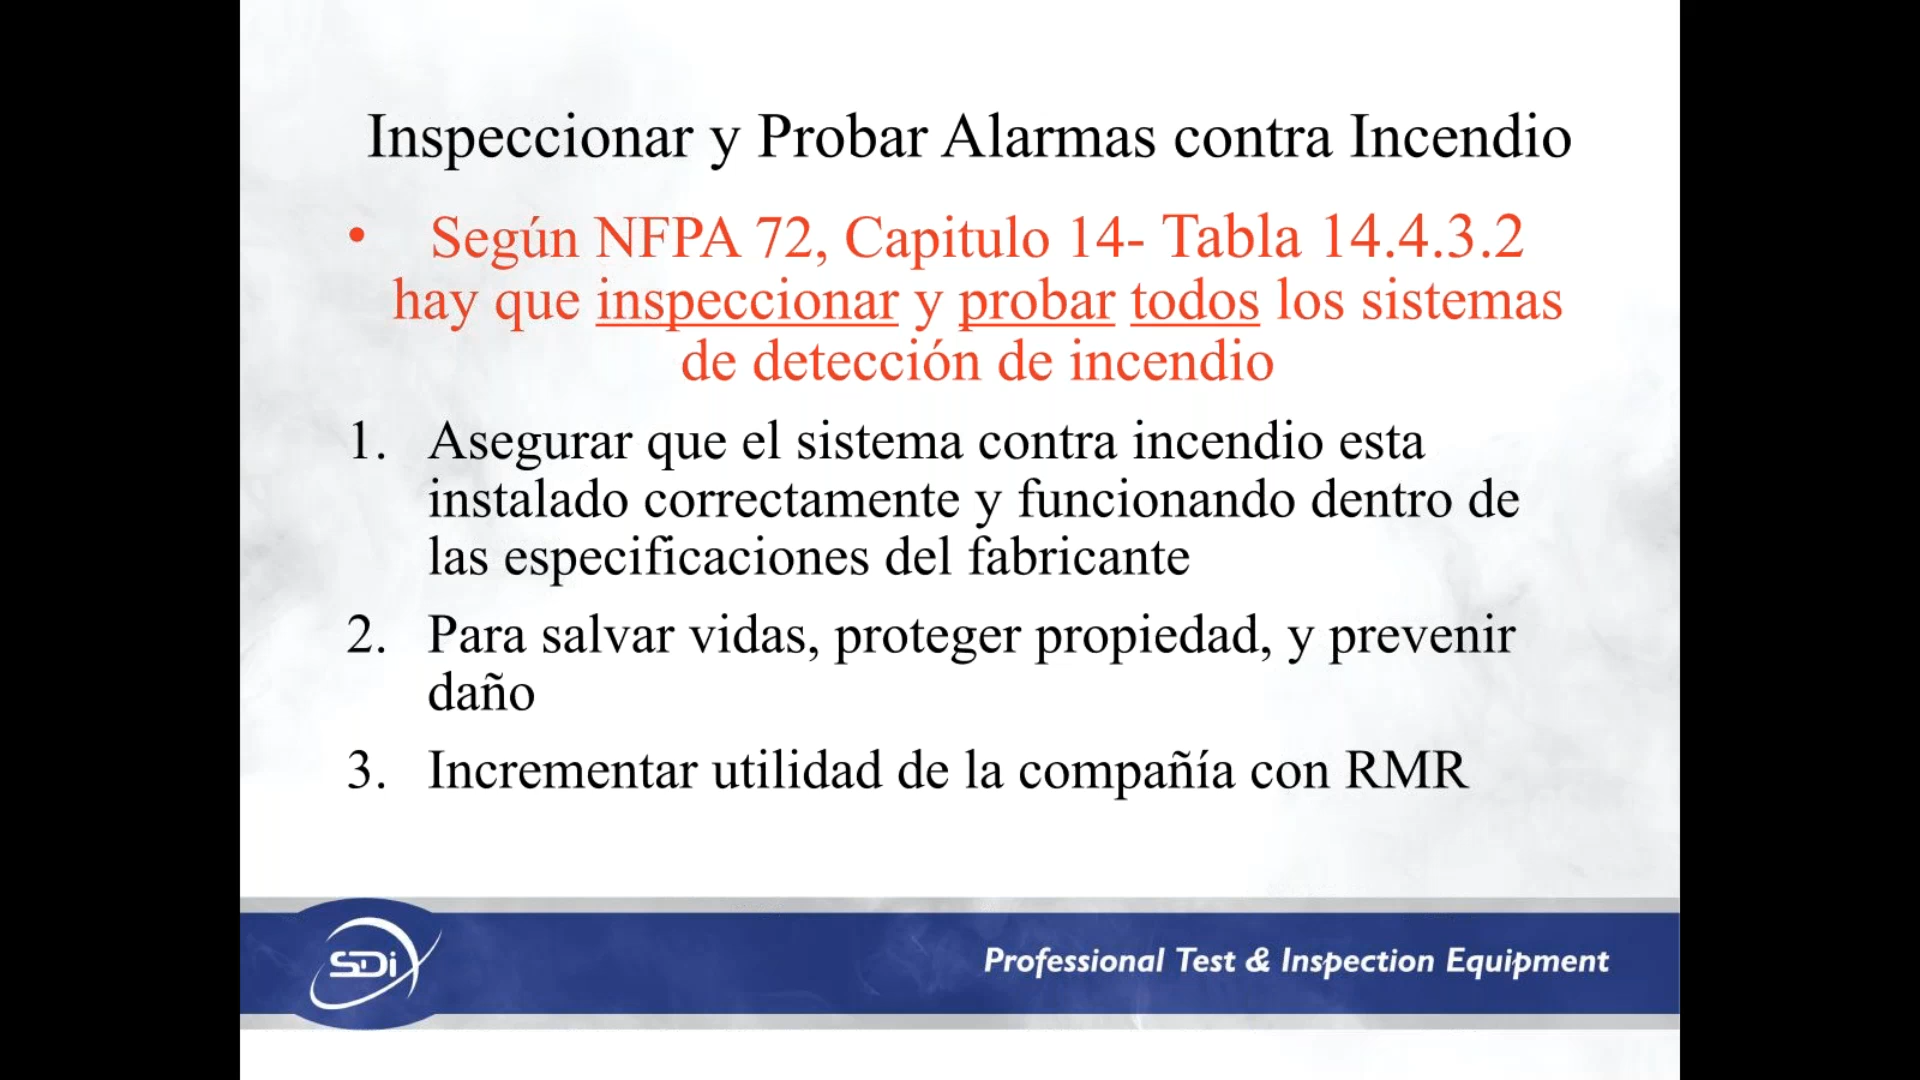 Inspeccionar y Probar Alarmas contra Incendio
• Según NFPA 72, Capitulo 14- Tabla 14.4.3.2
hay que inspeccionar y probar todos los sistemas
de detección de incendio
1. Asegurar que el sistema contra incendio esta
instalado correctamente y funcionando dentro de
las especificaciones del fabricante
2. Para salvar vidas, proteger propiedad, y prevenir
daño
3. Incrementar utilidad de la compañía con RMR
SDi
Professional Test & Inspection Equipment